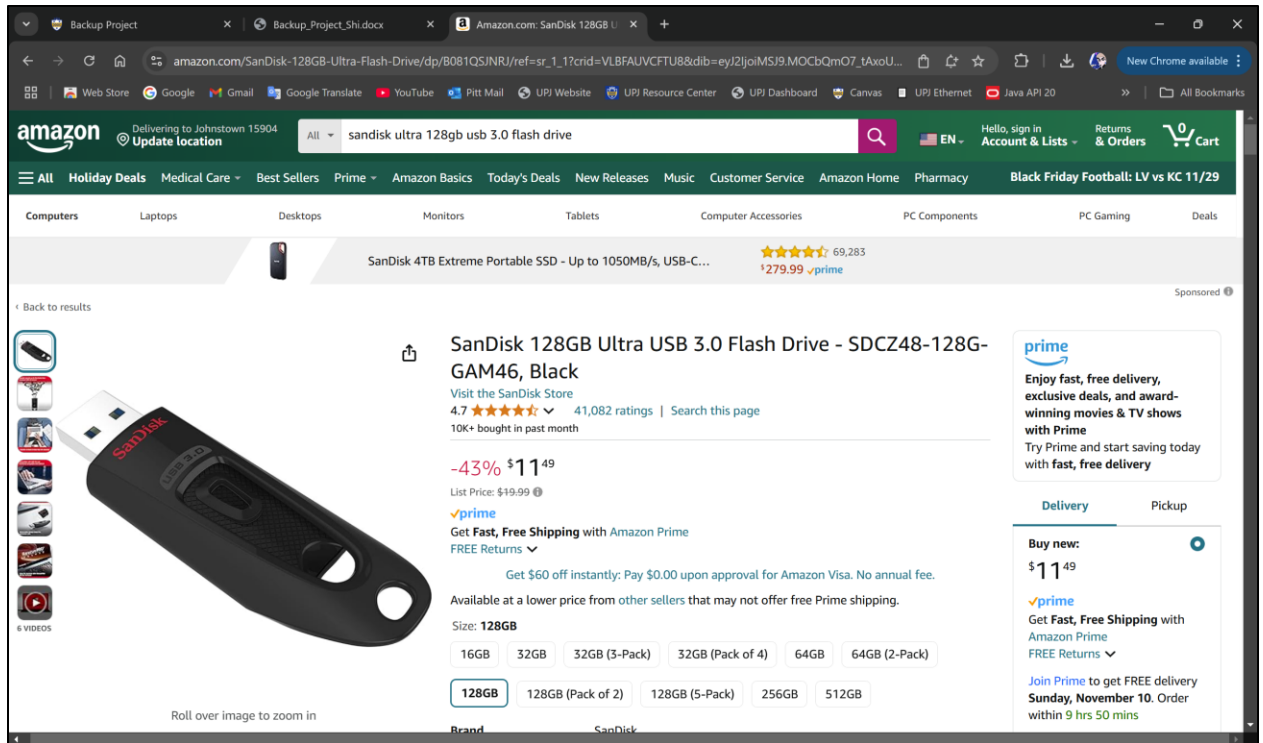 Backup Project
Backup_Project_Shi.docx
Amazon.com: SanDisk 128GB U
amazon.com/SanDisk-128GB-Ultra-Flash-Drive/dp/B081QSJNRJ/ref=sr_1_1?crid=VLBFAUVCFTU8&dib=eyJ2IjoiMSJ9.MOCbQmO7_tAxoU...
New Chrome available
Web Store Google Gmail Google Translate YouTube Pitt Mail UPJ Website UPJ Resource Center UPJ Dashboard Canvas UPJ Ethernet Java API 20 » All Bookmarks
amazon
Delivering to Johnstown 15904
Update location
All
sandisk ultra 128gb usb 3.0 flash drive
EN
Hello, sign in
Account & Lists
Returns
& Orders
0
Cart
All Holiday Deals Medical Care Best Sellers Prime Amazon Basics Today's Deals New Releases Music Customer Service Amazon Home Pharmacy Black Friday Football: LV vs KC 11/29
Computers Laptops Desktops Monitors Tablets Computer Accessories PC Components PC Gaming Deals
SanDisk 4TB Extreme Portable SSD - Up to 1050MB/s, USB-C...
69,283
$279.99 prime
Sponsored
‹ Back to results
6 VIDEOS
SanDisk
USB 3.0
Roll over image to zoom in
SanDisk 128GB Ultra USB 3.0 Flash Drive - SDCZ48-128G-
GAM46, Black
Visit the SanDisk Store
4.7 41,082 ratings | Search this page
10K+ bought in past month
-43% $11 49
List Price: $19.99
prime
Get Fast, Free Shipping with Amazon Prime
FREE Returns
Get $60 off instantly: Pay $0.00 upon approval for Amazon Visa. No annual fee.
Available at a lower price from other sellers that may not offer free Prime shipping.
Size: 128GB
16GB 32GB 32GB (3-Pack) 32GB (Pack of 4) 64GB 64GB (2-Pack)
128GB 128GB (Pack of 2) 128GB (5-Pack) 256GB 512GB
Brand SanDisk
prime
Enjoy fast, free delivery,
exclusive deals, and award-
winning movies & TV shows
with Prime
Try Prime and start saving today
with fast, free delivery
Delivery Pickup
Buy new:
$11 49
prime
Get Fast, Free Shipping with
Amazon Prime
FREE Returns
Join Prime to get FREE delivery
Sunday, November 10. Order
within 9 hrs 50 mins